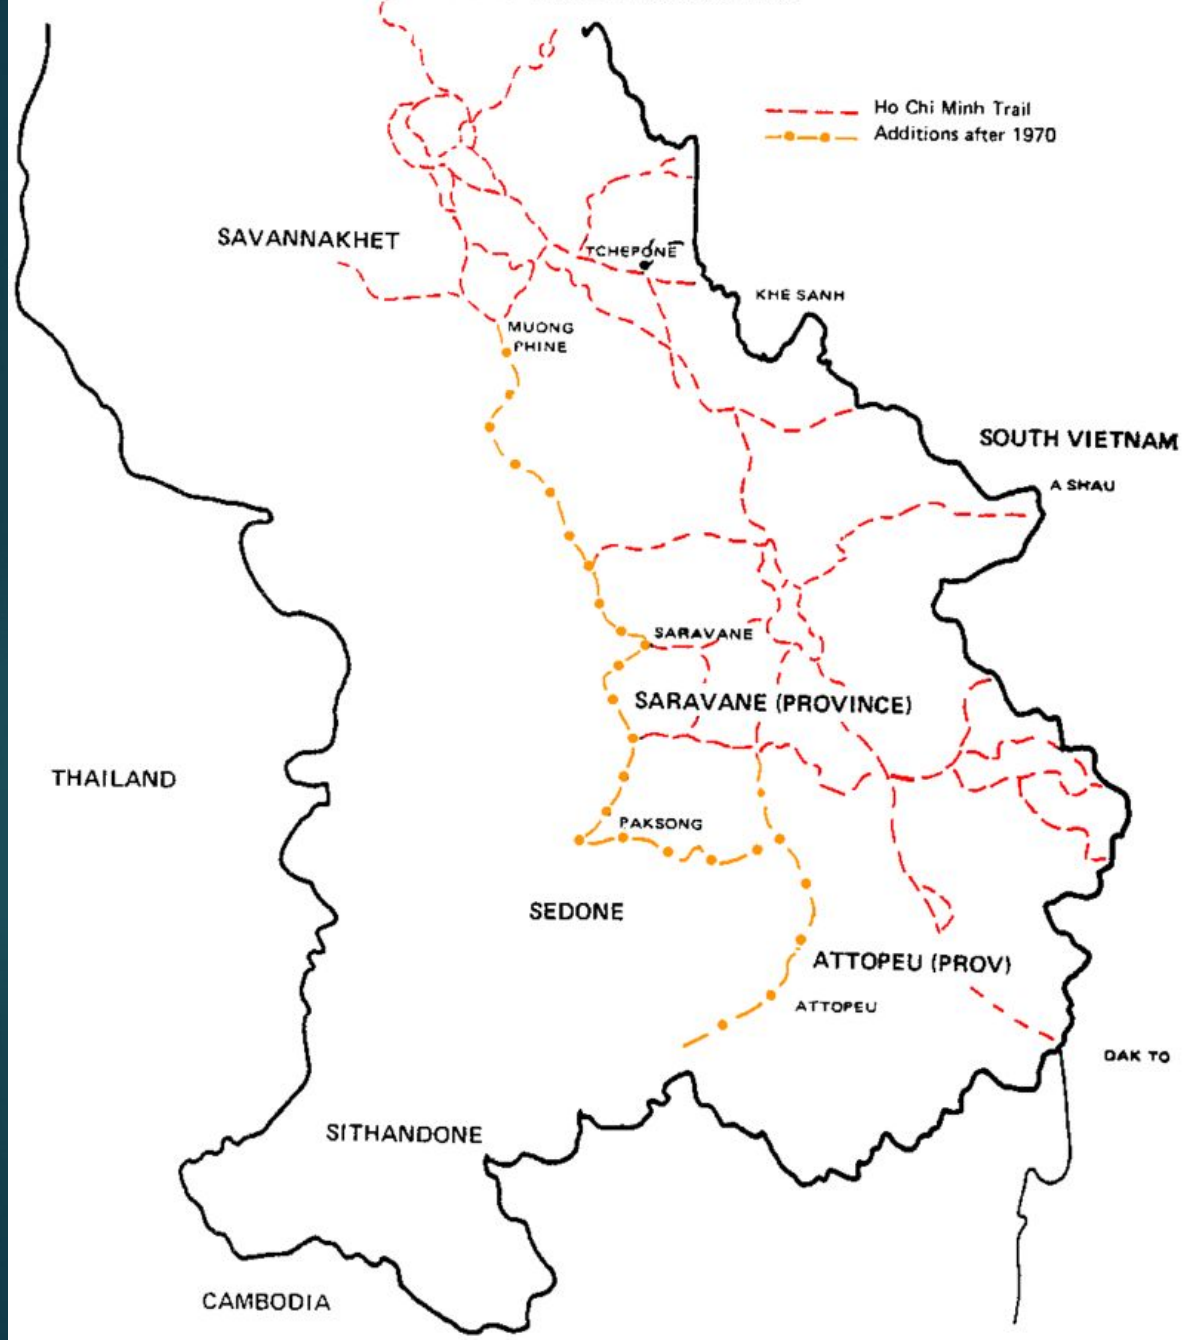 Ho Chi Minh Trail
Additions after 1970
SAVANNAKHET
TCHEPONE
KHE SANH
MUONG
PHINE
SOUTH VIETNAM
A SHAU
SARAVANE
SARAVANE (PROVINCE)
THAILAND
PAKSONG
SEDONE
ATTOPEU (PROV)
ATTOPEU
DAK TO
SITHANDONE
CAMBODIA